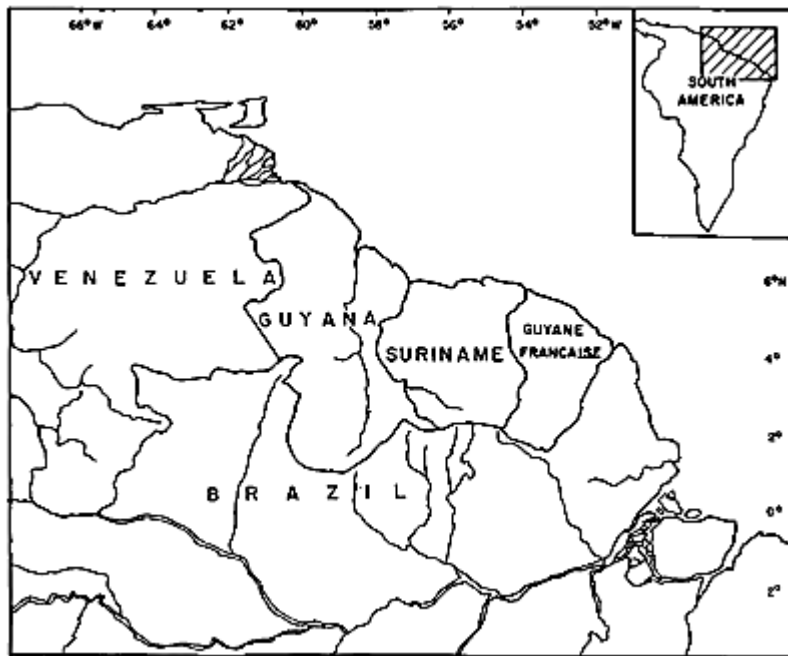 66°W 64° 62° 60° 58° 56° 54° 52°W
SOUTH
AMERICA
VENEZUELA
6°N
GUYANA
GUYANE
FRANCAISE
SURINAME
4°
2°
BRAZIL
0°
2°